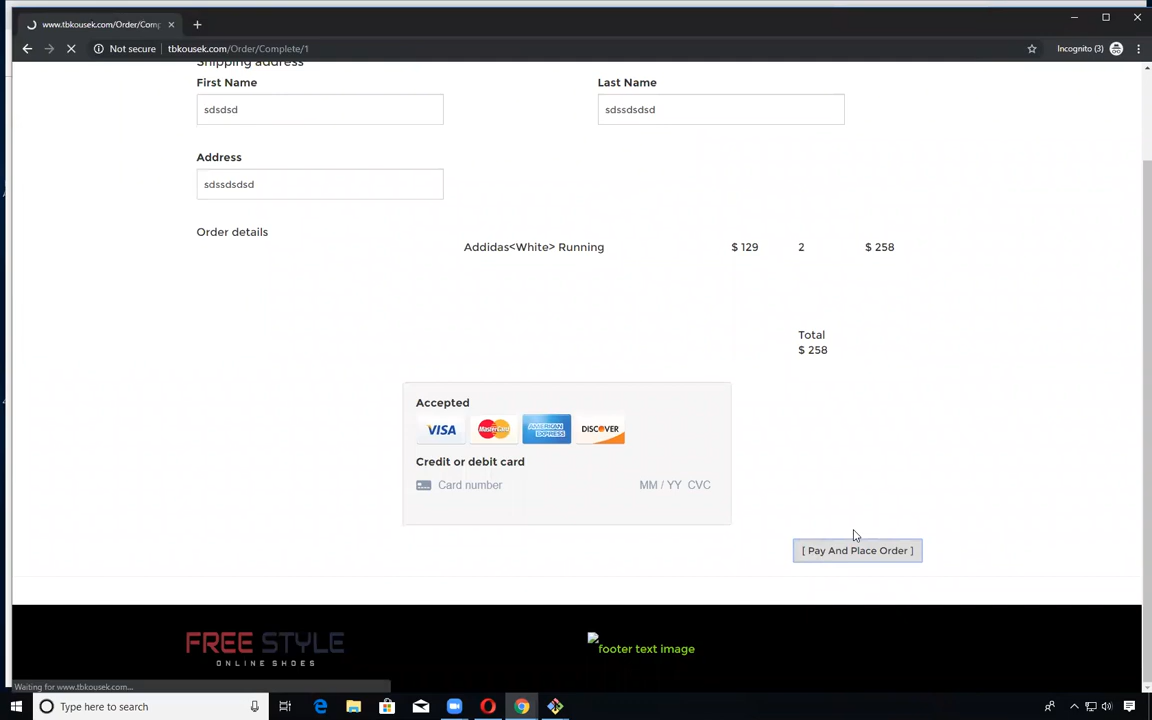 www.tbkousek.com/Order/Comp
Not secure
tbkousek.com/Order/Complete/1
Incognito (3)
Shipping address
First Name
Last Name
sdsdsd
sdssdsdsd
Address
sdssdsdsd
Order details
Addidas<White> Running
$ 129
2
$ 258
Total
$ 258
Accepted
VISA
MasterCard
AMERICAN EXPRESS
DISCOVER
Credit or debit card
Card number
MM / YY CVC
[ Pay And Place Order ]
FREE STYLE
ONLINE SHOES
footer text image
Waiting for www.tbkousek.com...
Type here to search